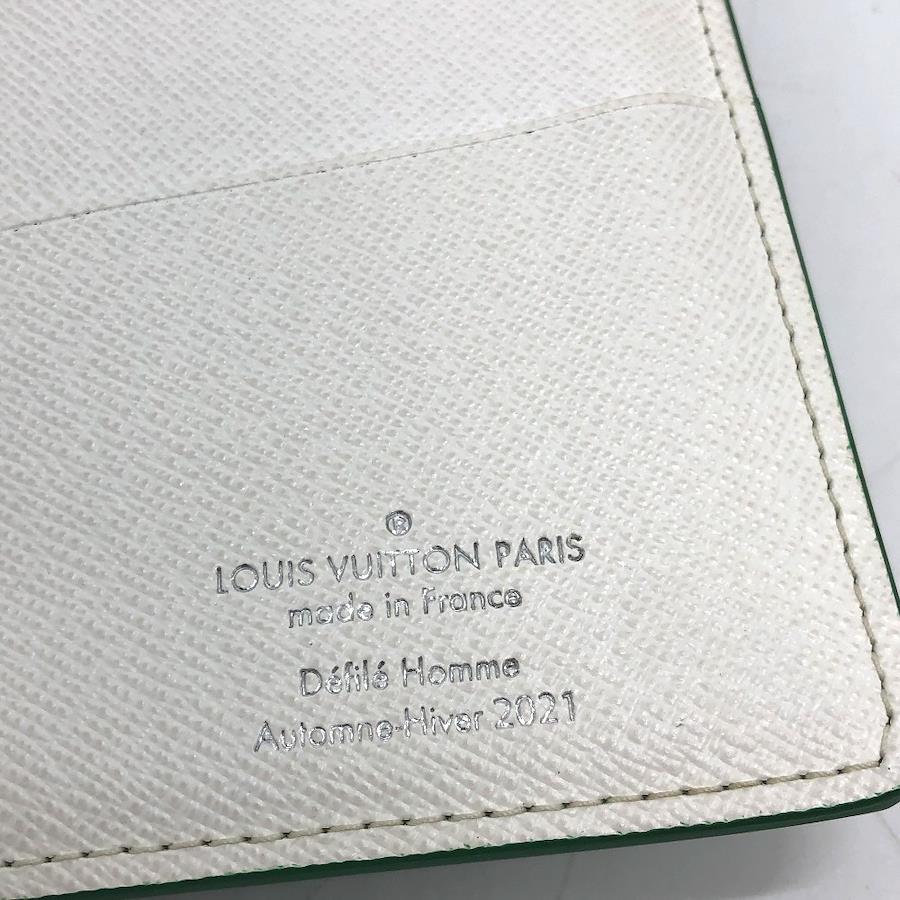 ®
LOUIS VUITTON PARIS
made in France
Défilé Homme
Automne-Hiver 2021